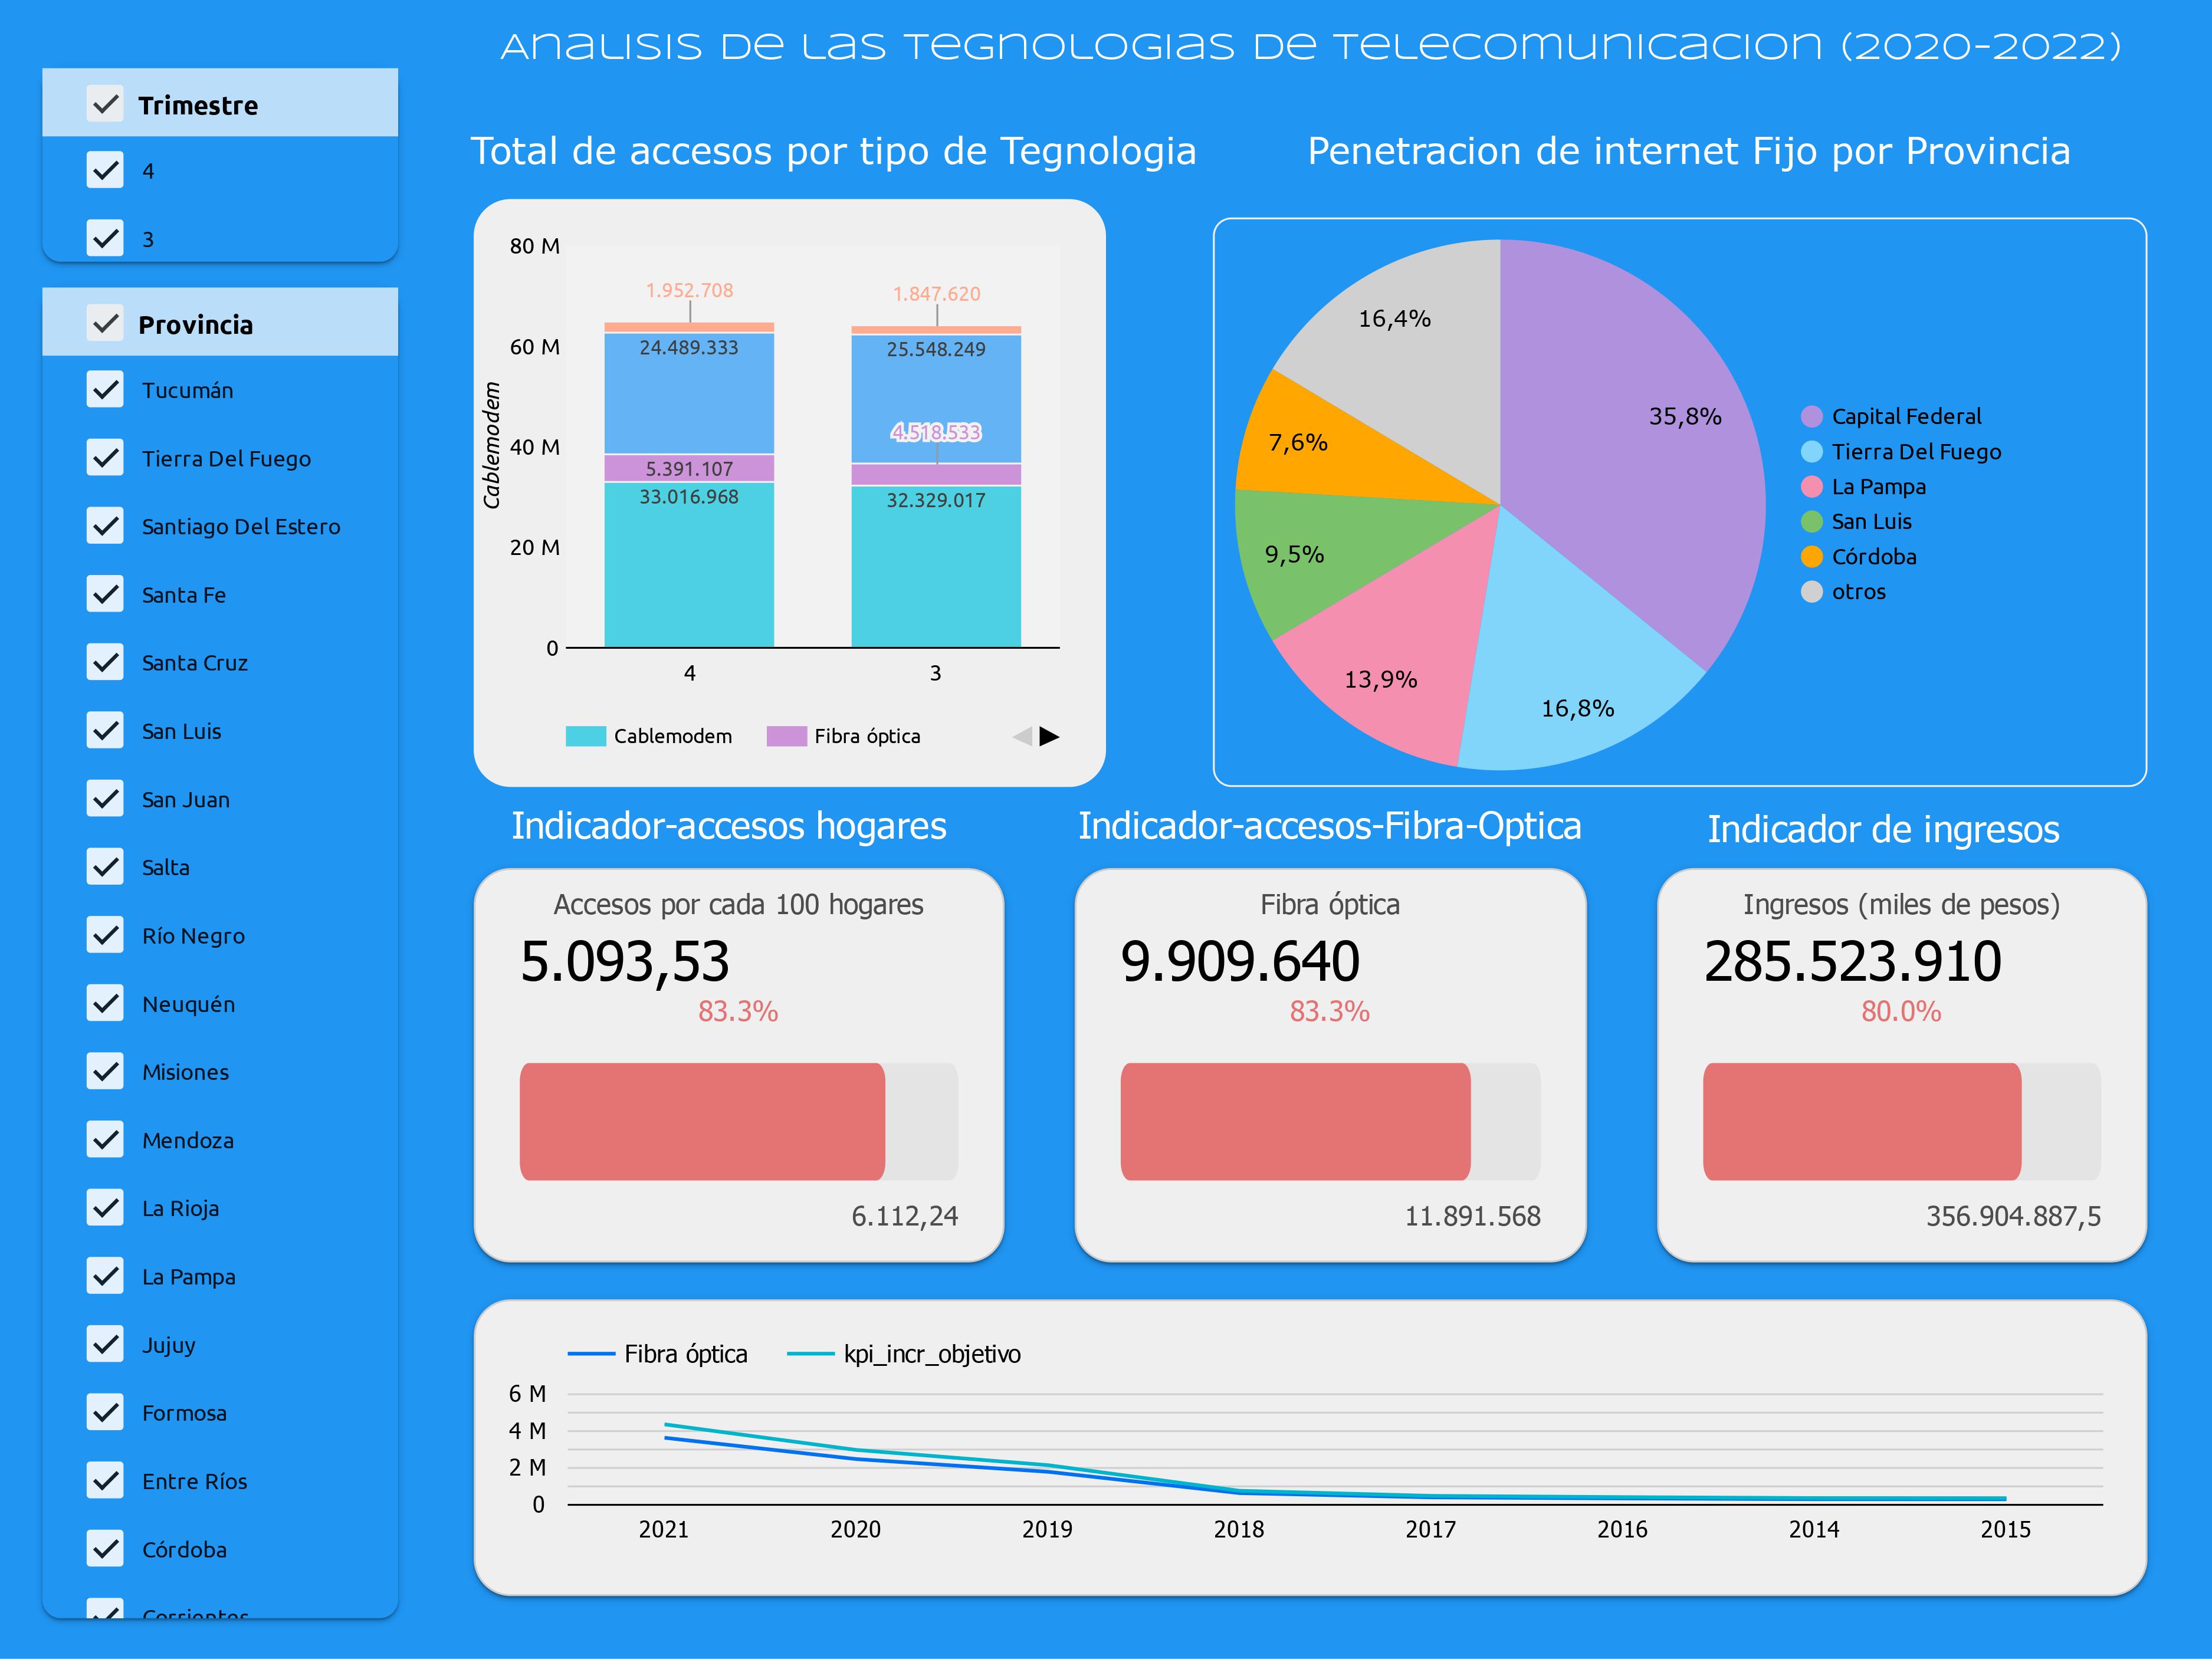 Analisis de las Tegnologias de Telecomunicacion (2020-2022)
Trimestre
4
3
Provincia
Tucumán
Tierra Del Fuego
Santiago Del Estero
Santa Fe
Santa Cruz
San Luis
San Juan
Salta
Río Negro
Neuquén
Misiones
Mendoza
La Rioja
La Pampa
Jujuy
Formosa
Entre Ríos
Córdoba
Corrientes
Total de accesos por tipo de Tegnologia
80 M
60 M
40 M
20 M
0
Cablemodem
1.952.708
24.489.333
5.391.107
33.016.968
1.847.620
25.548.249
4.518.533
32.329.017
4
3
Cablemodem
Fibra óptica
Penetracion de internet Fijo por Provincia
35,8%
16,8%
13,9%
9,5%
7,6%
16,4%
Capital Federal
Tierra Del Fuego
La Pampa
San Luis
Córdoba
otros
Indicador-accesos hogares
Accesos por cada 100 hogares
5.093,53
83.3%
6.112,24
Indicador-accesos-Fibra-Optica
Fibra óptica
9.909.640
83.3%
11.891.568
Indicador de ingresos
Ingresos (miles de pesos)
285.523.910
80.0%
356.904.887,5
Fibra óptica
kpi_incr_objetivo
6 M
4 M
2 M
0
2021
2020
2019
2018
2017
2016
2014
2015